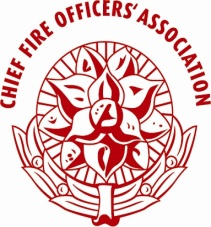 CHIEF FIRE OFFICERS' ASSOCIATION